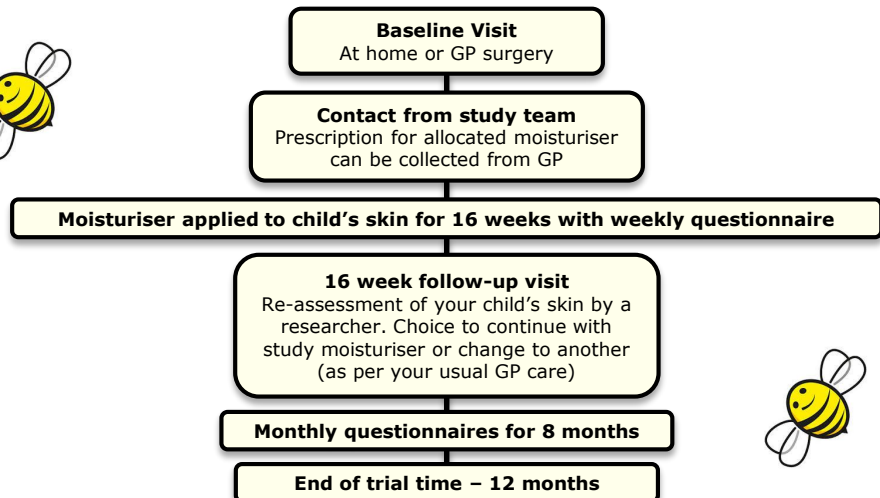 Baseline Visit
At home or GP surgery
Contact from study team
Prescription for allocated moisturiser
can be collected from GP
Moisturiser applied to child's skin for 16 weeks with weekly questionnaire
16 week follow-up visit
Re-assessment of your child's skin by a
researcher. Choice to continue with
study moisturiser or change to another
(as per your usual GP care)
Monthly questionnaires for 8 months
End of trial time – 12 months